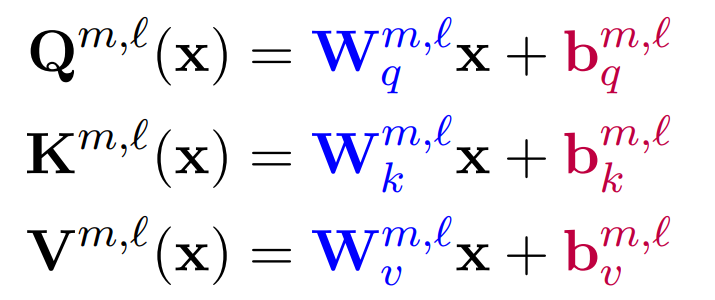 𝐐^{m,ℓ}(𝐱) = 𝐖_q^{m,ℓ}𝐱 + 𝐛_q^{m,ℓ}
𝐊^{m,ℓ}(𝐱) = 𝐖_k^{m,ℓ}𝐱 + 𝐛_k^{m,ℓ}
𝐕^{m,ℓ}(𝐱) = 𝐖_v^{m,ℓ}𝐱 + 𝐛_v^{m,ℓ}